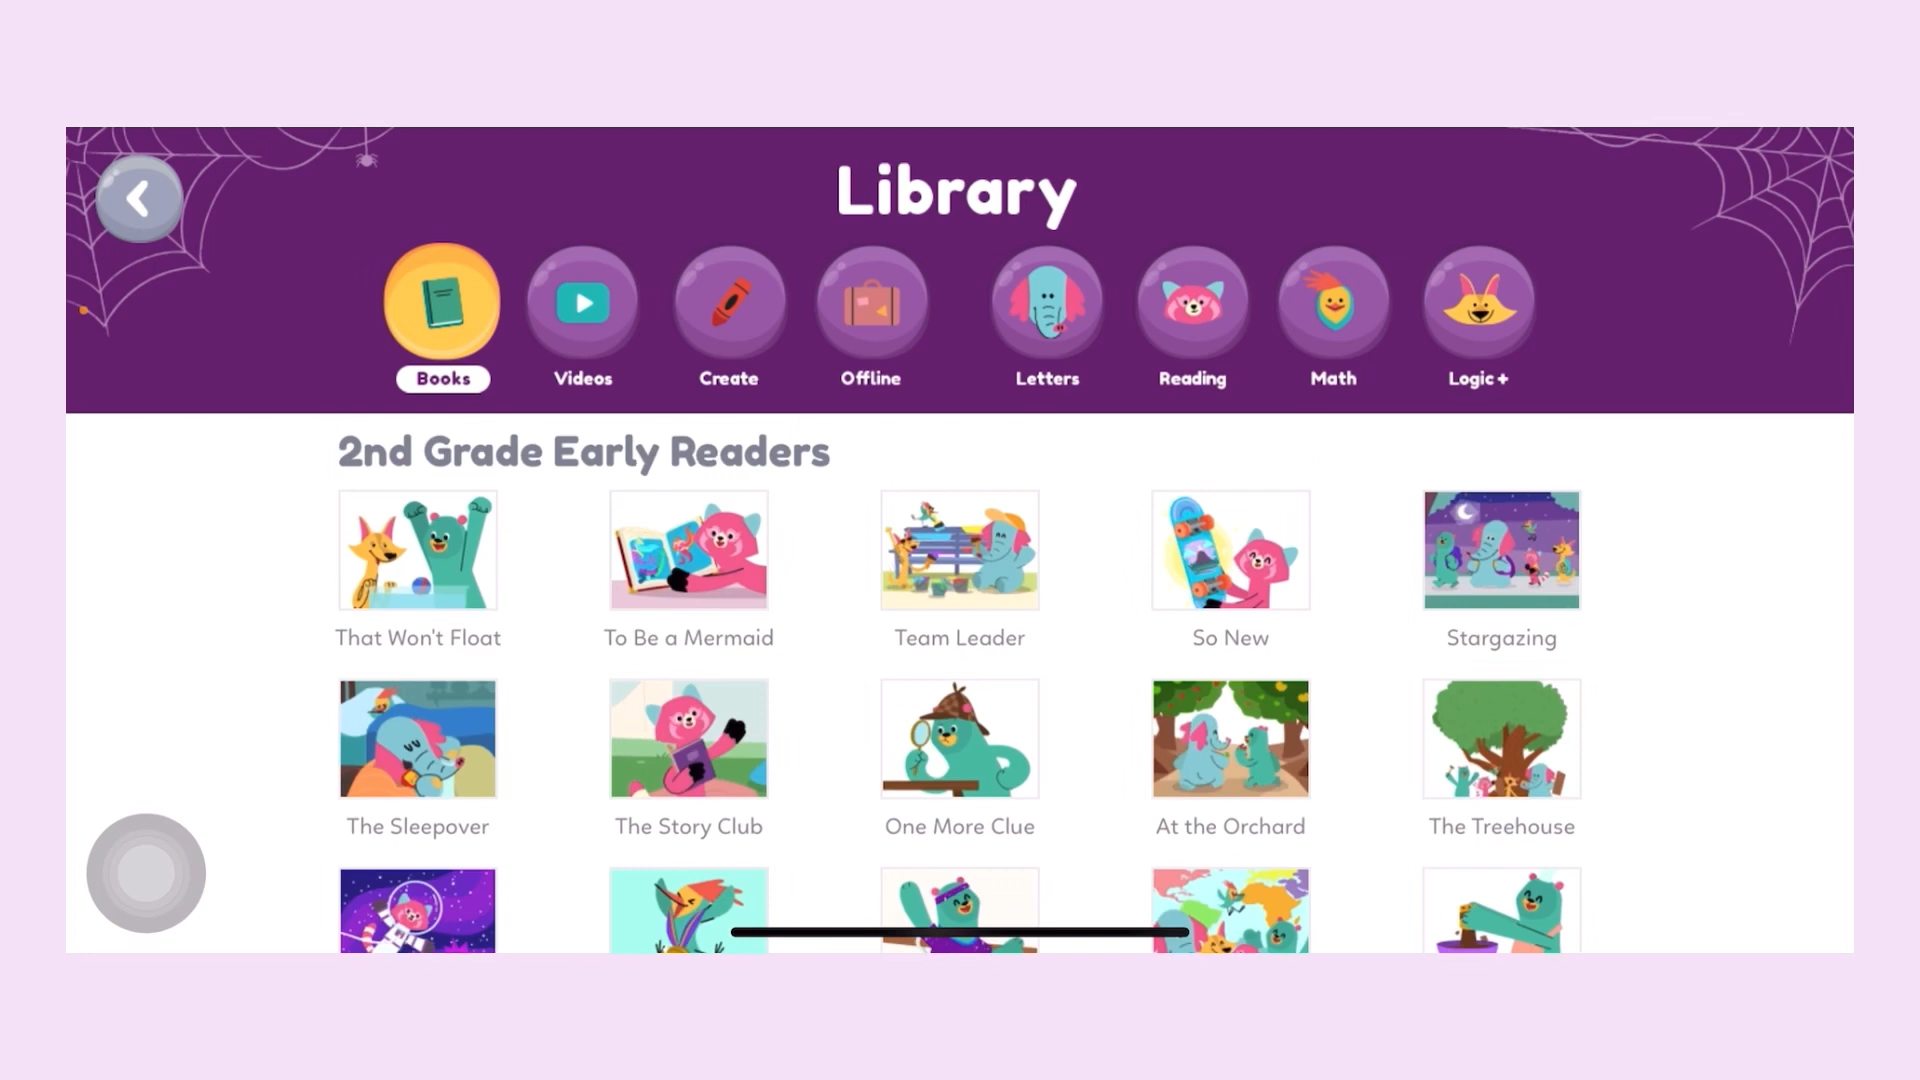 Library
Books Videos Create Offline Letters Reading Math Logic+
2nd Grade Early Readers
That Won't Float To Be a Mermaid Team Leader So New Stargazing
The Sleepover The Story Club One More Clue At the Orchard The Treehouse